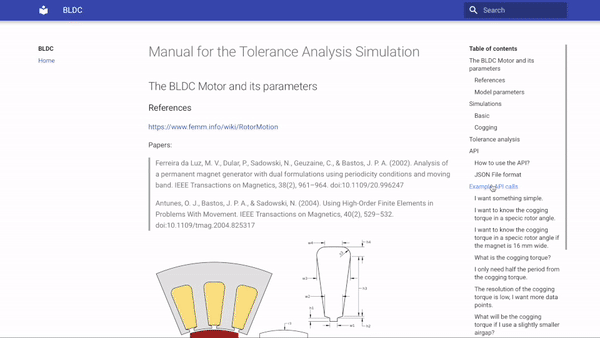 BLDC
Search
BLDC
Home
Manual for the Tolerance Analysis Simulation
The BLDC Motor and its parameters
References
https://www.femm.info/wiki/RotorMotion
Papers:
Ferreira da Luz, M. V., Dular, P., Sadowski, N., Geuzaine, C., & Bastos, J. P. A. (2002). Analysis of
a permanent magnet generator with dual formulations using periodicity conditions and moving
band. IEEE Transactions on Magnetics, 38(2), 961–964. doi:10.1109/20.996247
Antunes, O. J., Bastos, J. P. A., & Sadowski, N. (2004). Using High-Order Finite Elements in
Problems With Movement. IEEE Transactions on Magnetics, 40(2), 529–532.
doi:10.1109/tmag.2004.825317
Table of contents
The BLDC Motor and its
parameters
References
Model parameters
Simulations
Basic
Cogging
Tolerance analysis
API
How to use the API?
JSON File format
Example API calls
I want something simple.
I want to know the cogging
torque in a specic rotor angle.
I want to know the cogging
torque in a specic rotor angle if
the magnet is 16 mm wide.
What is the cogging torque?
I only need half the period from
the cogging torque.
The resolution of the cogging
torque is low, I want more data
points.
What will be the cogging
torque if I use a slightly smaller
airgap?